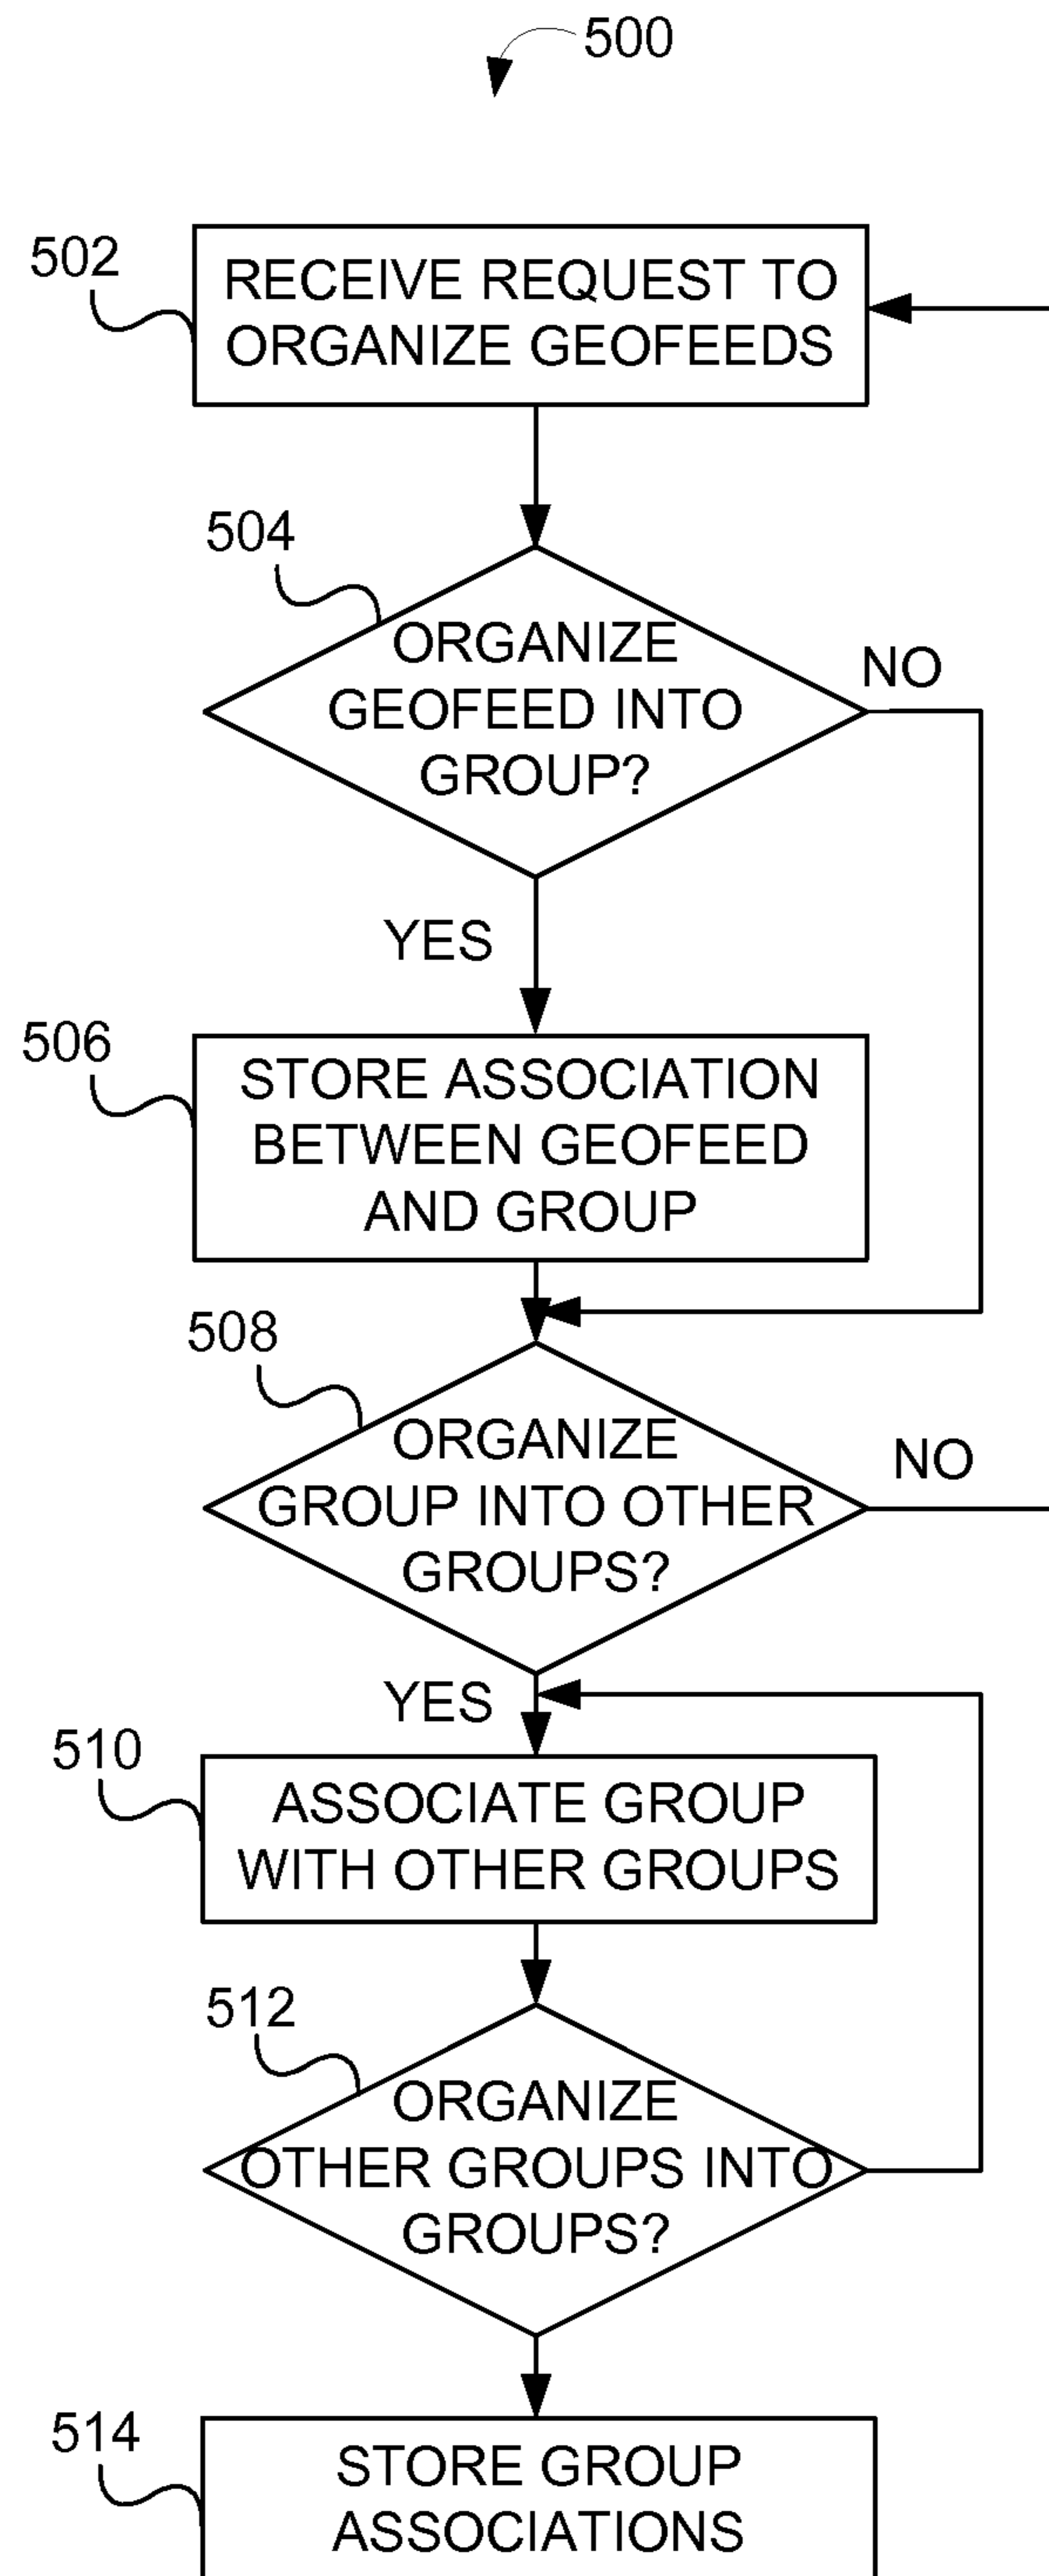 500
502
RECEIVE REQUEST TO
ORGANIZE GEOFEEDS
504
ORGANIZE
GEOFEED INTO
GROUP?
NO
YES
506
STORE ASSOCIATION
BETWEEN GEOFEED
AND GROUP
508
ORGANIZE
GROUP INTO OTHER
GROUPS?
NO
YES
510
ASSOCIATE GROUP
WITH OTHER GROUPS
512
ORGANIZE
OTHER GROUPS INTO
GROUPS?
514
STORE GROUP
ASSOCIATIONS